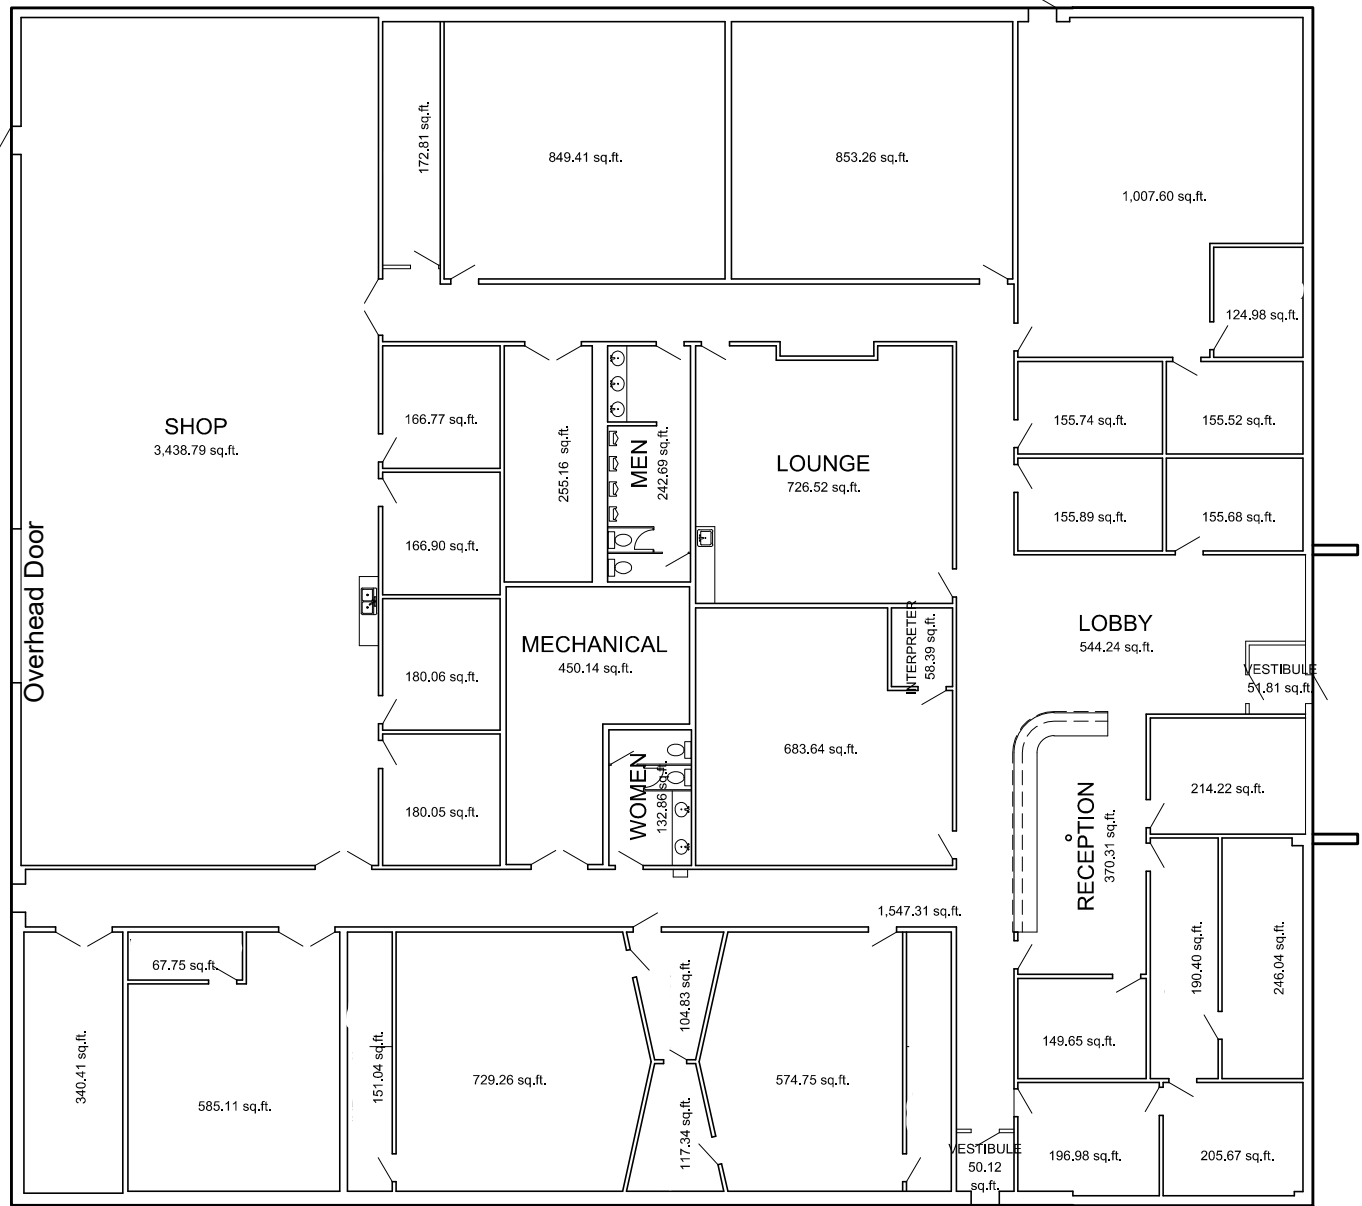 172.81 sq.ft.
849.41 sq.ft.
853.26 sq.ft.
1,007.60 sq.ft.
124.98 sq.ft.
SHOP
3,438.79 sq.ft.
Overhead Door
166.77 sq.ft.
166.90 sq.ft.
180.06 sq.ft.
180.05 sq.ft.
255.16 sq.ft.
MEN
242.69 sq.ft.
LOUNGE
726.52 sq.ft.
155.74 sq.ft.
155.52 sq.ft.
155.89 sq.ft.
155.68 sq.ft.
MECHANICAL
450.14 sq.ft.
INTERPRETER
58.39 sq.ft.
LOBBY
544.24 sq.ft.
VESTIBULE
51.81 sq.ft.
WOMEN
132.86 sq.ft.
683.64 sq.ft.
RECEPTION
370.31 sq.ft.
214.22 sq.ft.
1,547.31 sq.ft.
67.75 sq.ft.
340.41 sq.ft.
585.11 sq.ft.
151.04 sq.ft.
729.26 sq.ft.
104.83 sq.ft.
117.34 sq.ft.
574.75 sq.ft.
190.40 sq.ft.
246.04 sq.ft.
149.65 sq.ft.
VESTIBULE
50.12
sq.ft.
196.98 sq.ft.
205.67 sq.ft.